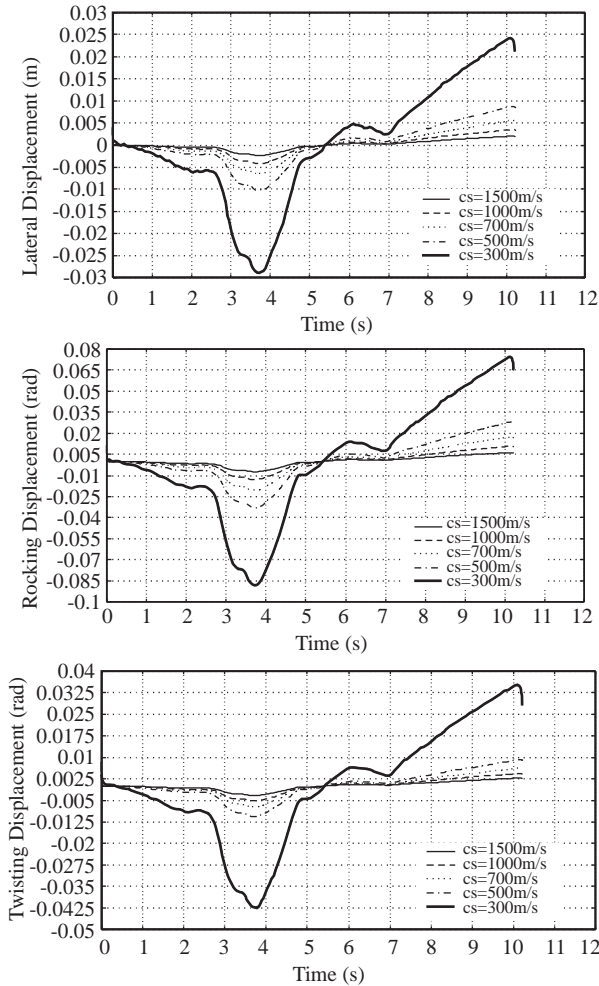 Lateral Displacement (m)
0.03
0.025
0.02
0.015
0.01
0.005
0
-0.005
-0.01
-0.015
-0.02
-0.025
-0.03
cs=1500m/s
cs=1000m/s
cs=700m/s
cs=500m/s
cs=300m/s
0 1 2 3 4 5 6 7 8 9 10 11 12
Time (s)
Rocking Displacement (rad)
0.08
0.065
0.05
0.035
0.02
0.005
-0.01
-0.025
-0.04
-0.055
-0.07
-0.085
-0.1
cs=1500m/s
cs=1000m/s
cs=700m/s
cs=500m/s
cs=300m/s
0 1 2 3 4 5 6 7 8 9 10 11 12
Time (s)
Twisting Displacement (rad)
0.04
0.0325
0.025
0.0175
0.01
0.0025
-0.005
-0.0125
-0.02
-0.0275
-0.035
-0.0425
-0.05
cs=1500m/s
cs=1000m/s
cs=700m/s
cs=500m/s
cs=300m/s
0 1 2 3 4 5 6 7 8 9 10 11 12
Time (s)